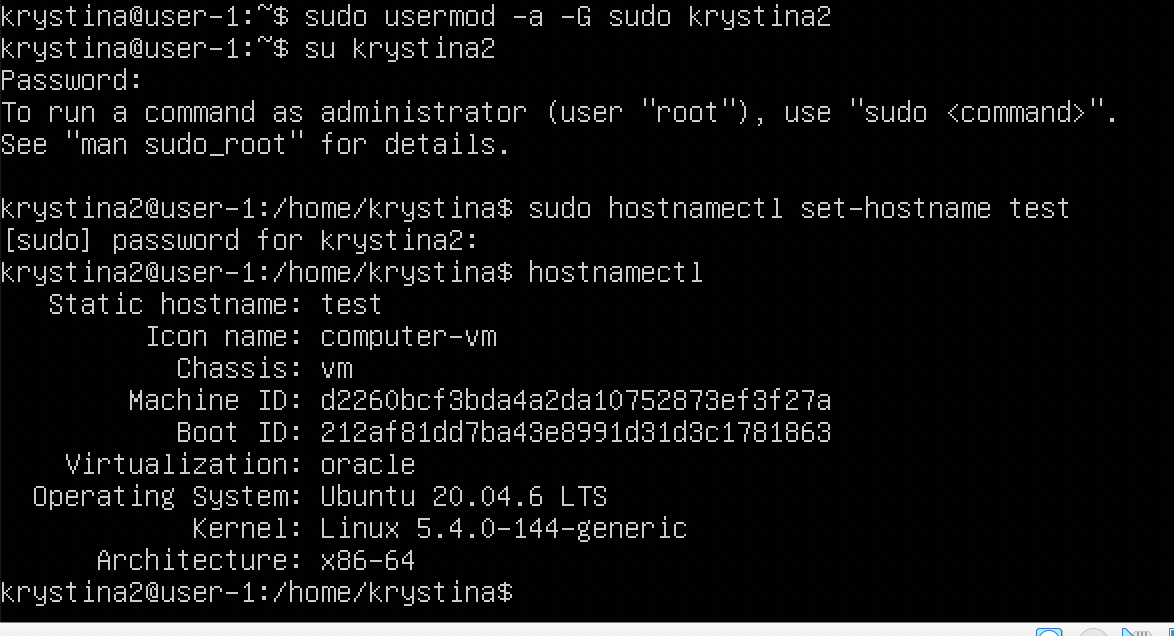 krystina@user-1:~$ sudo usermod -a -G sudo krystina2
krystina@user-1:~$ su krystina2
Password:
To run a command as administrator (user "root"), use "sudo <command>".
See "man sudo_root" for details.
krystina2@user-1:/home/krystina$ sudo hostnamectl set-hostname test
[sudo] password for krystina2:
krystina2@user-1:/home/krystina$ hostnamectl
Static hostname: test
Icon name: computer-vm
Chassis: vm
Machine ID: d2260bcf3bda4a2da10752873ef3f27a
Boot ID: 212af81dd7ba43e8991d31d3c1781863
Virtualization: oracle
Operating System: Ubuntu 20.04.6 LTS
Kernel: Linux 5.4.0-144-generic
Architecture: x86-64
krystina2@user-1:/home/krystina$